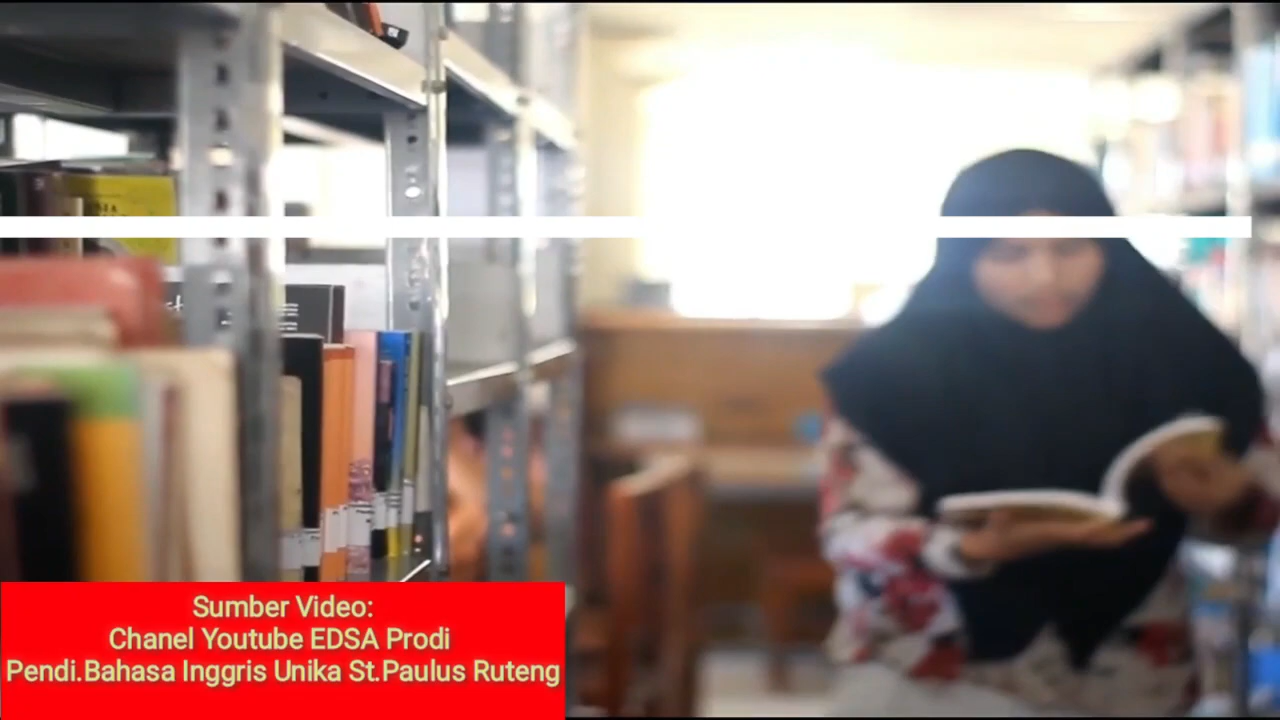 Sumber Video:
Chanel Youtube EDSA Prodi
Pendi.Bahasa Inggris Unika St.Paulus Ruteng